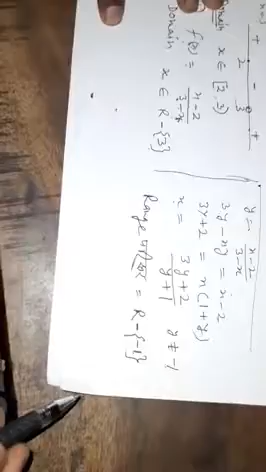 + - +
2 3
Domain x ∈ [2, 3)
f(x) = x-2/3-x
Domain x ∈ R - {3}
y = x-2/3-x
3y - xy = x - 2
3y + 2 = x(1+y)
x = 3y+2/y+1 y ≠ -1
Range = R - {-1}